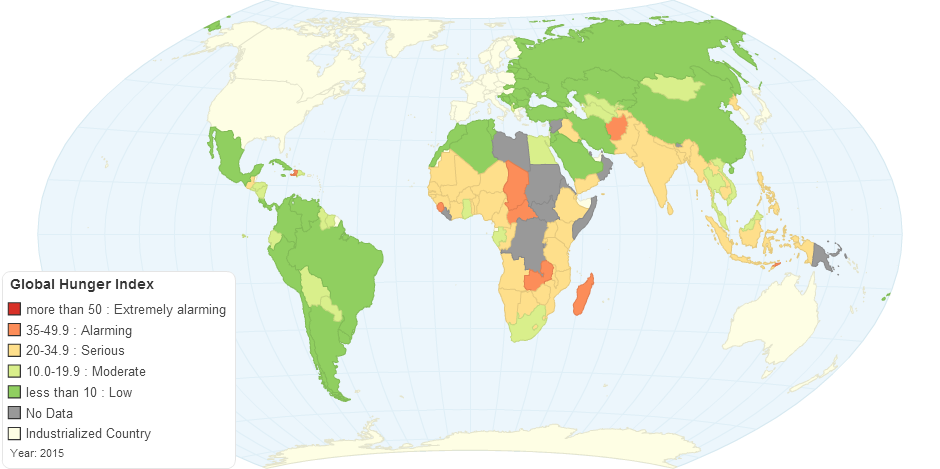 Global Hunger Index
more than 50 : Extremely alarming
35-49.9 : Alarming
20-34.9 : Serious
10.0-19.9 : Moderate
less than 10 : Low
No Data
Industrialized Country
Year: 2015